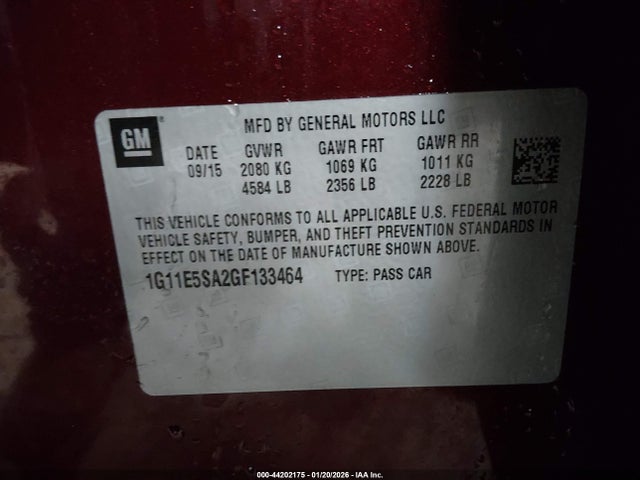 GM
MFD BY GENERAL MOTORS LLC
DATE GVWR GAWR FRT GAWR RR
09/15 2080 KG 1069 KG 1011 KG
4584 LB 2356 LB 2228 LB
THIS VEHICLE CONFORMS TO ALL APPLICABLE U.S. FEDERAL MOTOR
VEHICLE SAFETY, BUMPER, AND THEFT PREVENTION STANDARDS IN
EFFECT ON THE DATE OF MANUFACTURE SHOWN ABOVE.
1G11E5SA2GF133464 TYPE: PASS CAR
000-44202175 - 01/20/2026 - IAA Inc.